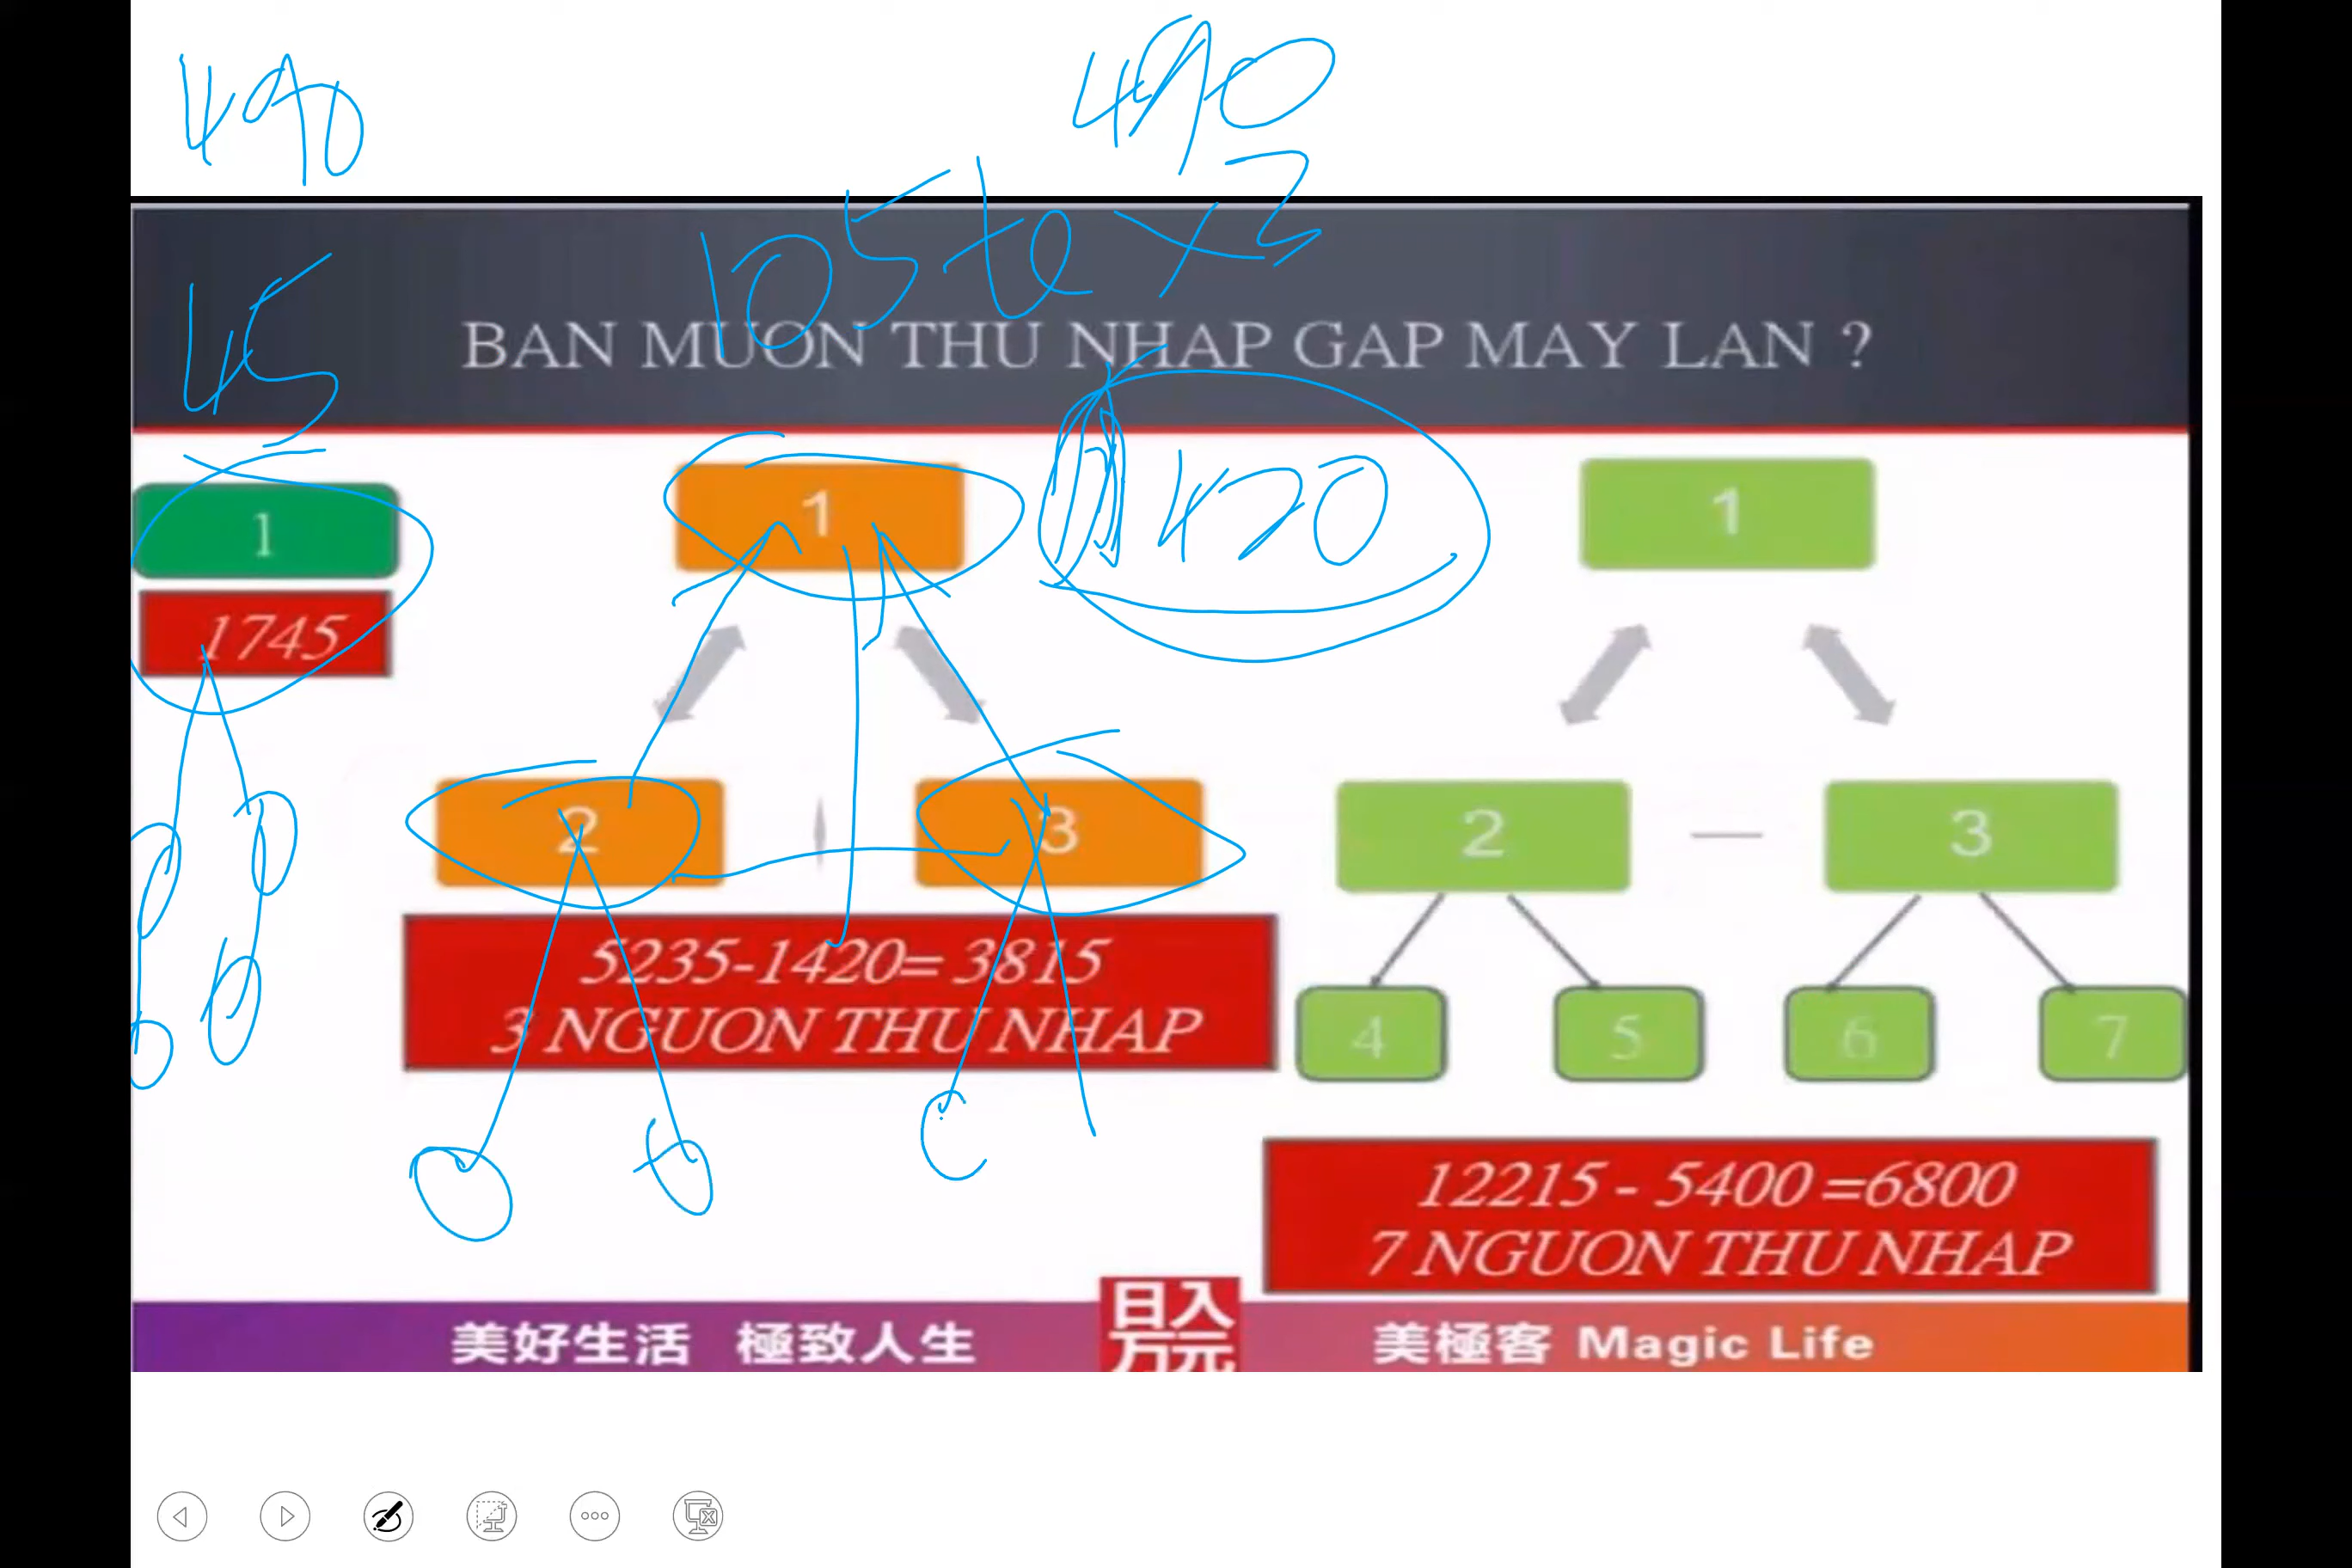 490
490
x3
105te
45
BAN MUON THU NHAP GAP MAY LAN ?
1
1745
1
1420
2
3
5235-1420= 3815
3 NGUON THU NHAP
1
2
3
4
5
6
7
12215 - 5400 =6800
7 NGUON THU NHAP
美好生活 極致人生
日入
万元
美極客 Magic Life